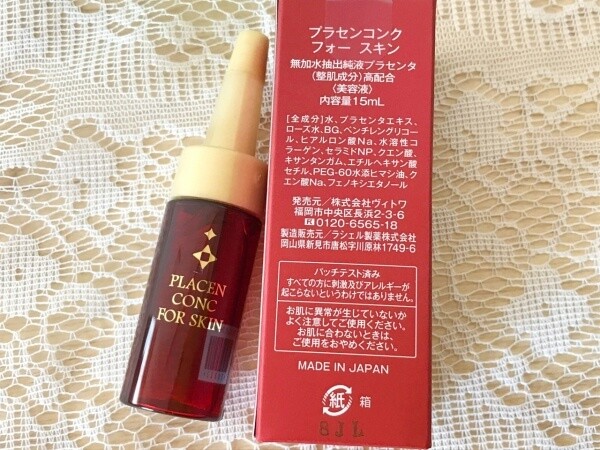 PLACEN
CONC
FOR SKIN
プラセンコンク
フォー スキン
無加水抽出純液プラセンタ
〈整肌成分〉高配合
〈美容液〉
内容量15mL
[全成分]水、プラセンタエキス、
ローズ水、BG、ペンチレングリコー
ル、ヒアルロン酸Na、水溶性コ
ラーゲン、セラミドNP、クエン酸、
キサンタンガム、エチルヘキサン酸
セチル、PEG-60水添ヒマシ油、ク
エン酸Na、フェノキシエタノール
発売元/株式会社ヴィトワ
福岡市中央区長浜2-3-6
0120-6565-18
製造販売元/ラシェル製薬株式会社
岡山県新見市唐松字川原林1749-6
パッチテスト済み
すべての方に刺激及びアレルギーが
起こらないというわけではありません。
お肌に異常が生じていないか
よく注意してご使用ください。
お肌に合わないときは、
ご使用をおやめください。
MADE IN JAPAN
紙 箱
8JL